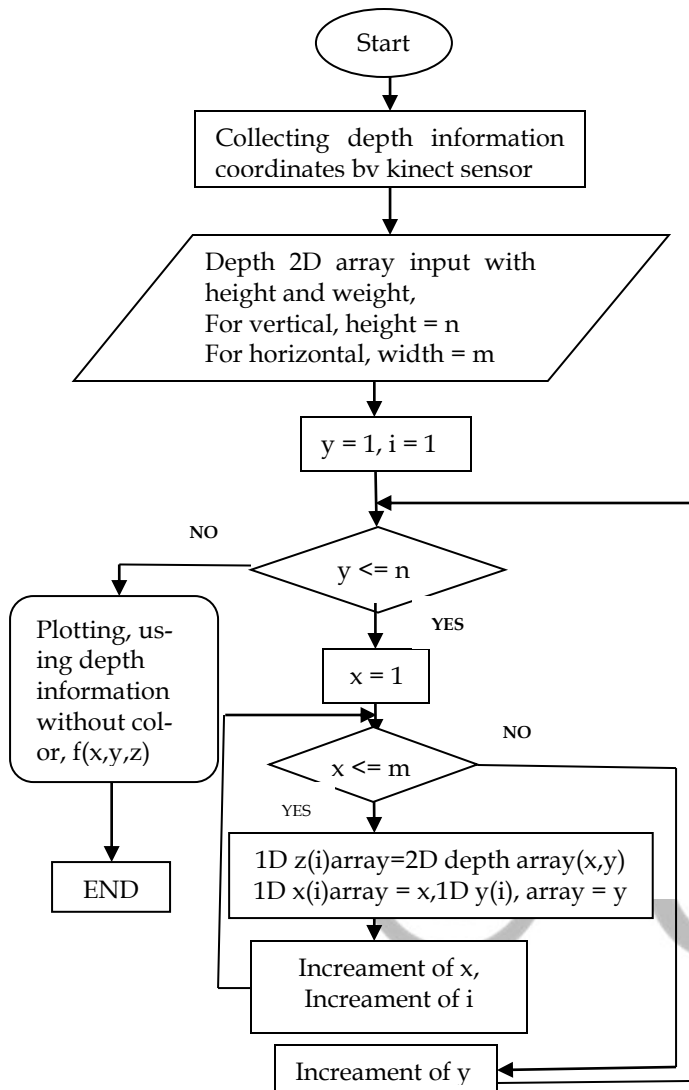 Start
Collecting depth information
coordinates bv kinect sensor
Depth 2D array input with
height and weight,
For vertical, height = n
For horizontal, width = m
y = 1, i = 1
NO
y <= n
YES
Plotting, us-
ing depth
information
without col-
or, f(x,y,z)
END
x = 1
NO
x <= m
YES
1D z(i)array=2D depth array(x,y)
1D x(i)array = x,1D y(i), array = y
Increament of x,
Increament of i
Increament of y